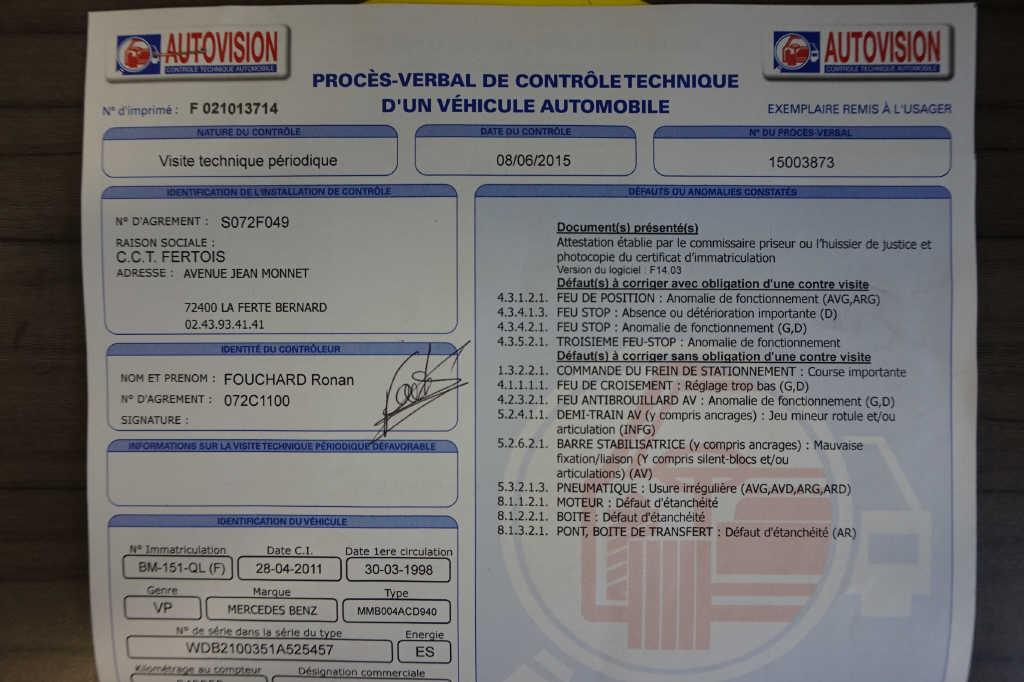 AUTOVISION
CONTROLE TECHNIQUE AUTOMOBILE
AUTOVISION
CONTROLE TECHNIQUE AUTOMOBILE
PROCÈS-VERBAL DE CONTRÔLE TECHNIQUE
D'UN VÉHICULE AUTOMOBILE
N° d'imprimé : F 021013714
EXEMPLAIRE REMIS À L'USAGER
NATURE DU CONTRÔLE
Visite technique périodique
DATE DU CONTRÔLE
08/06/2015
N° DU PROCÈS-VERBAL
15003873
IDENTIFICATION DE L'INSTALLATION DE CONTRÔLE
N° D'AGREMENT : S072F049
RAISON SOCIALE :
C.C.T. FERTOIS
ADRESSE : AVENUE JEAN MONNET
72400 LA FERTE BERNARD
02.43.93.41.41
IDENTITÉ DU CONTRÔLEUR
NOM ET PRENOM : FOUCHARD Ronan
N° D'AGREMENT : 072C1100
SIGNATURE :
INFORMATIONS SUR LA VISITE TECHNIQUE PÉRIODIQUE DÉFAVORABLE
IDENTIFICATION DU VÉHICULE
N° Immatriculation Date C.I. Date 1ere circulation
BM-151-QL (F) 28-04-2011 30-03-1998
Genre Marque Type
VP MERCEDES BENZ MMB004ACD940
N° de série dans la série du type Energie
WDB2100351A525457 ES
Kilométrage au compteur Désignation commerciale
DÉFAUTS OU ANOMALIES CONSTATÉS
Document(s) présenté(s)
Attestation établie par le commissaire priseur ou l'huissier de justice et
photocopie du certificat d'immatriculation
Version du logiciel : F14.03
Défaut(s) à corriger avec obligation d'une contre visite
4.3.1.2.1. FEU DE POSITION : Anomalie de fonctionnement (AVG,ARG)
4.3.4.1.3. FEU STOP : Absence ou détérioration importante (D)
4.3.4.2.1. FEU STOP : Anomalie de fonctionnement (G,D)
4.3.5.2.1. TROISIEME FEU-STOP : Anomalie de fonctionnement
Défaut(s) à corriger sans obligation d'une contre visite
1.3.2.2.1. COMMANDE DU FREIN DE STATIONNEMENT : Course importante
4.1.1.1.1. FEU DE CROISEMENT : Réglage trop bas (G,D)
4.2.3.2.1. FEU ANTIBROUILLARD AV : Anomalie de fonctionnement (G,D)
5.2.4.1.1. DEMI-TRAIN AV (y compris ancrages) : Jeu mineur rotule et/ou
articulation (INFG)
5.2.6.2.1. BARRE STABILISATRICE (y compris ancrages) : Mauvaise
fixation/liaison (Y compris silent-blocs et/ou
articulations) (AV)
5.3.2.1.3. PNEUMATIQUE : Usure irrégulière (AVG,AVD,ARG,ARD)
8.1.1.2.1. MOTEUR : Défaut d'étanchéité
8.1.2.2.1. BOITE : Défaut d'étanchéité
8.1.3.2.1. PONT, BOITE DE TRANSFERT : Défaut d'étanchéité (AR)